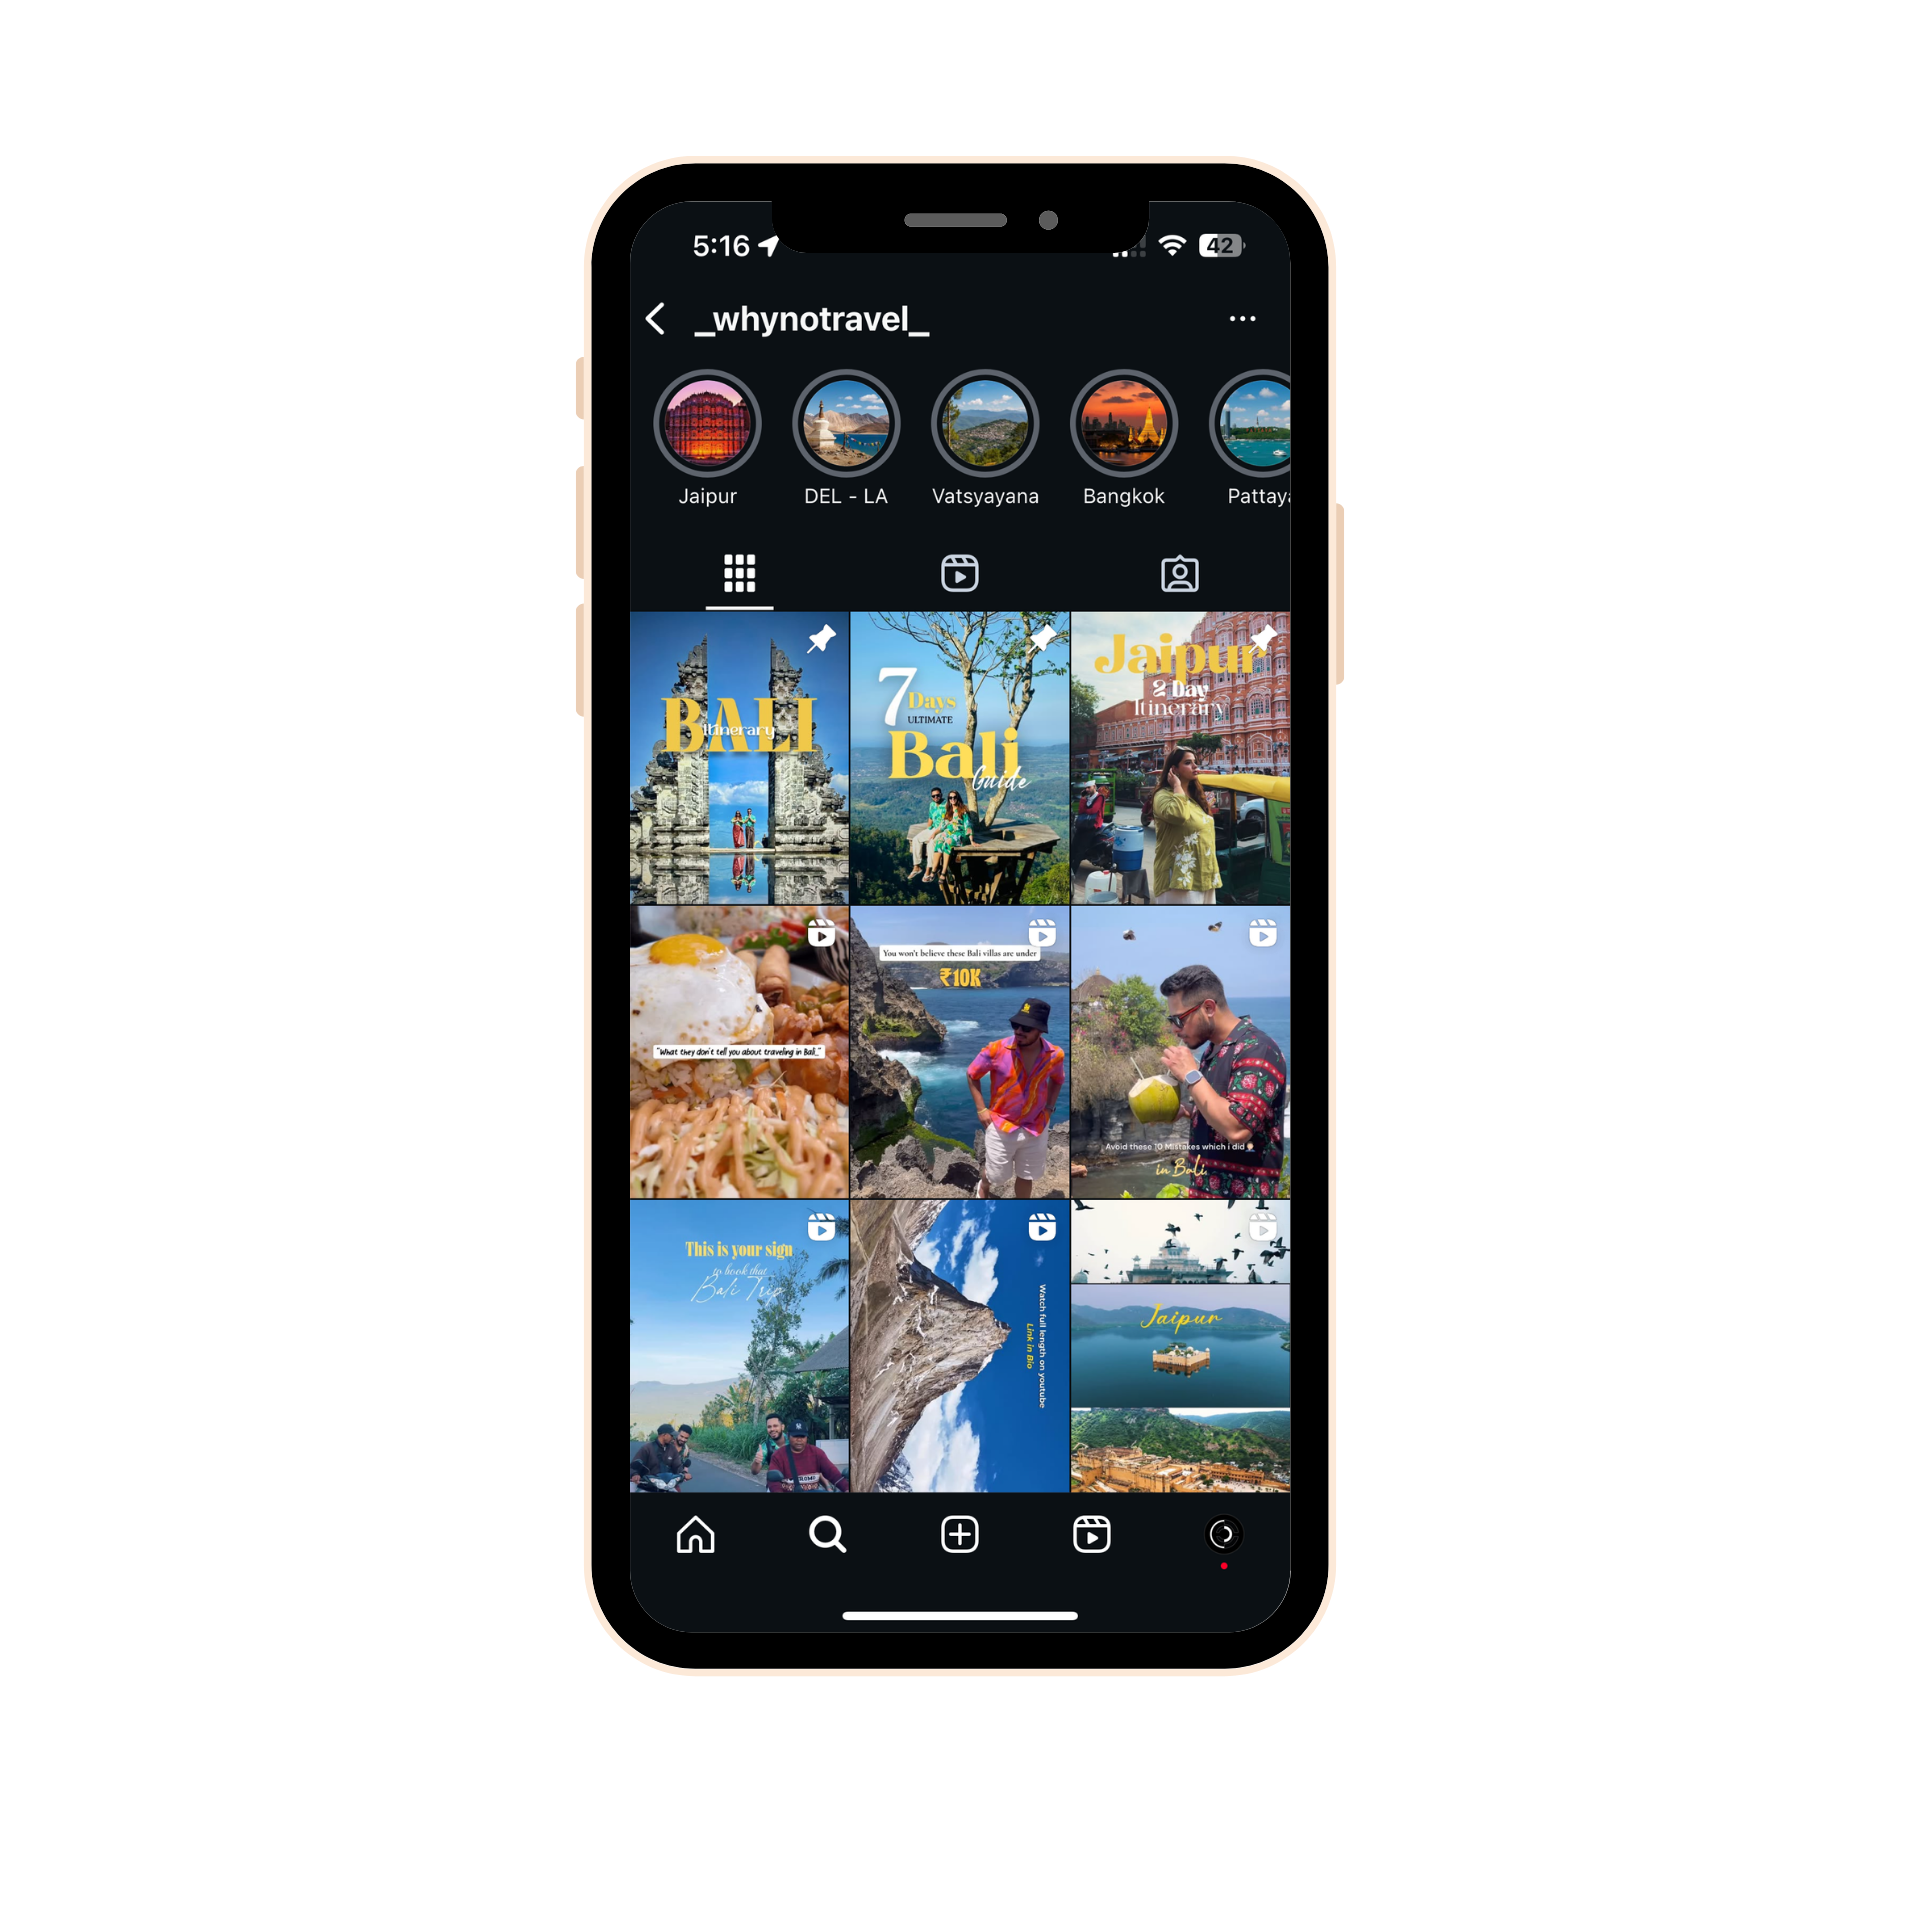 5:16
42
_whynotravel_
Jaipur
DEL - LA
Vatsyayana
Bangkok
Pattaya
BALI
Itinerary
7 Days
ULTIMATE
Bali
Guide
Jaipur
2 Day
Itinerary
"What they don't tell you about traveling in Bali_"
You won't believe these Bali villas are under
₹10K
Avoid these 10 Mistakes which i did
in Bali
This is your sign
to book that
Bali Trip
Watch full length on youtube
Link in Bio
Jaipur